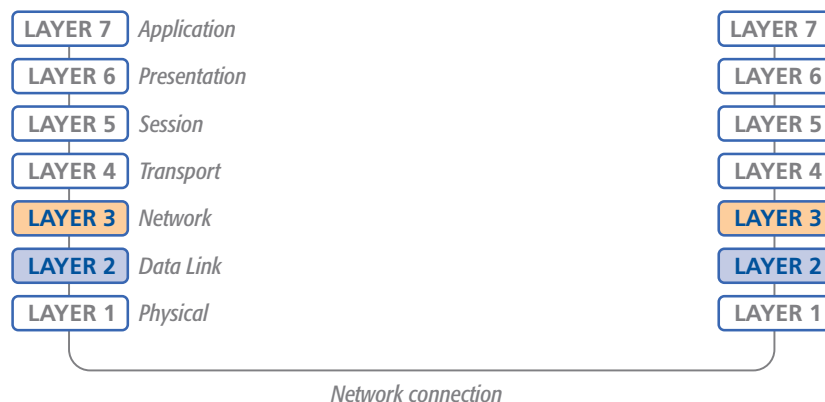 LAYER 7 Application LAYER 7
LAYER 6 Presentation LAYER 6
LAYER 5 Session LAYER 5
LAYER 4 Transport LAYER 4
LAYER 3 Network LAYER 3
LAYER 2 Data Link LAYER 2
LAYER 1 Physical LAYER 1
Network connection